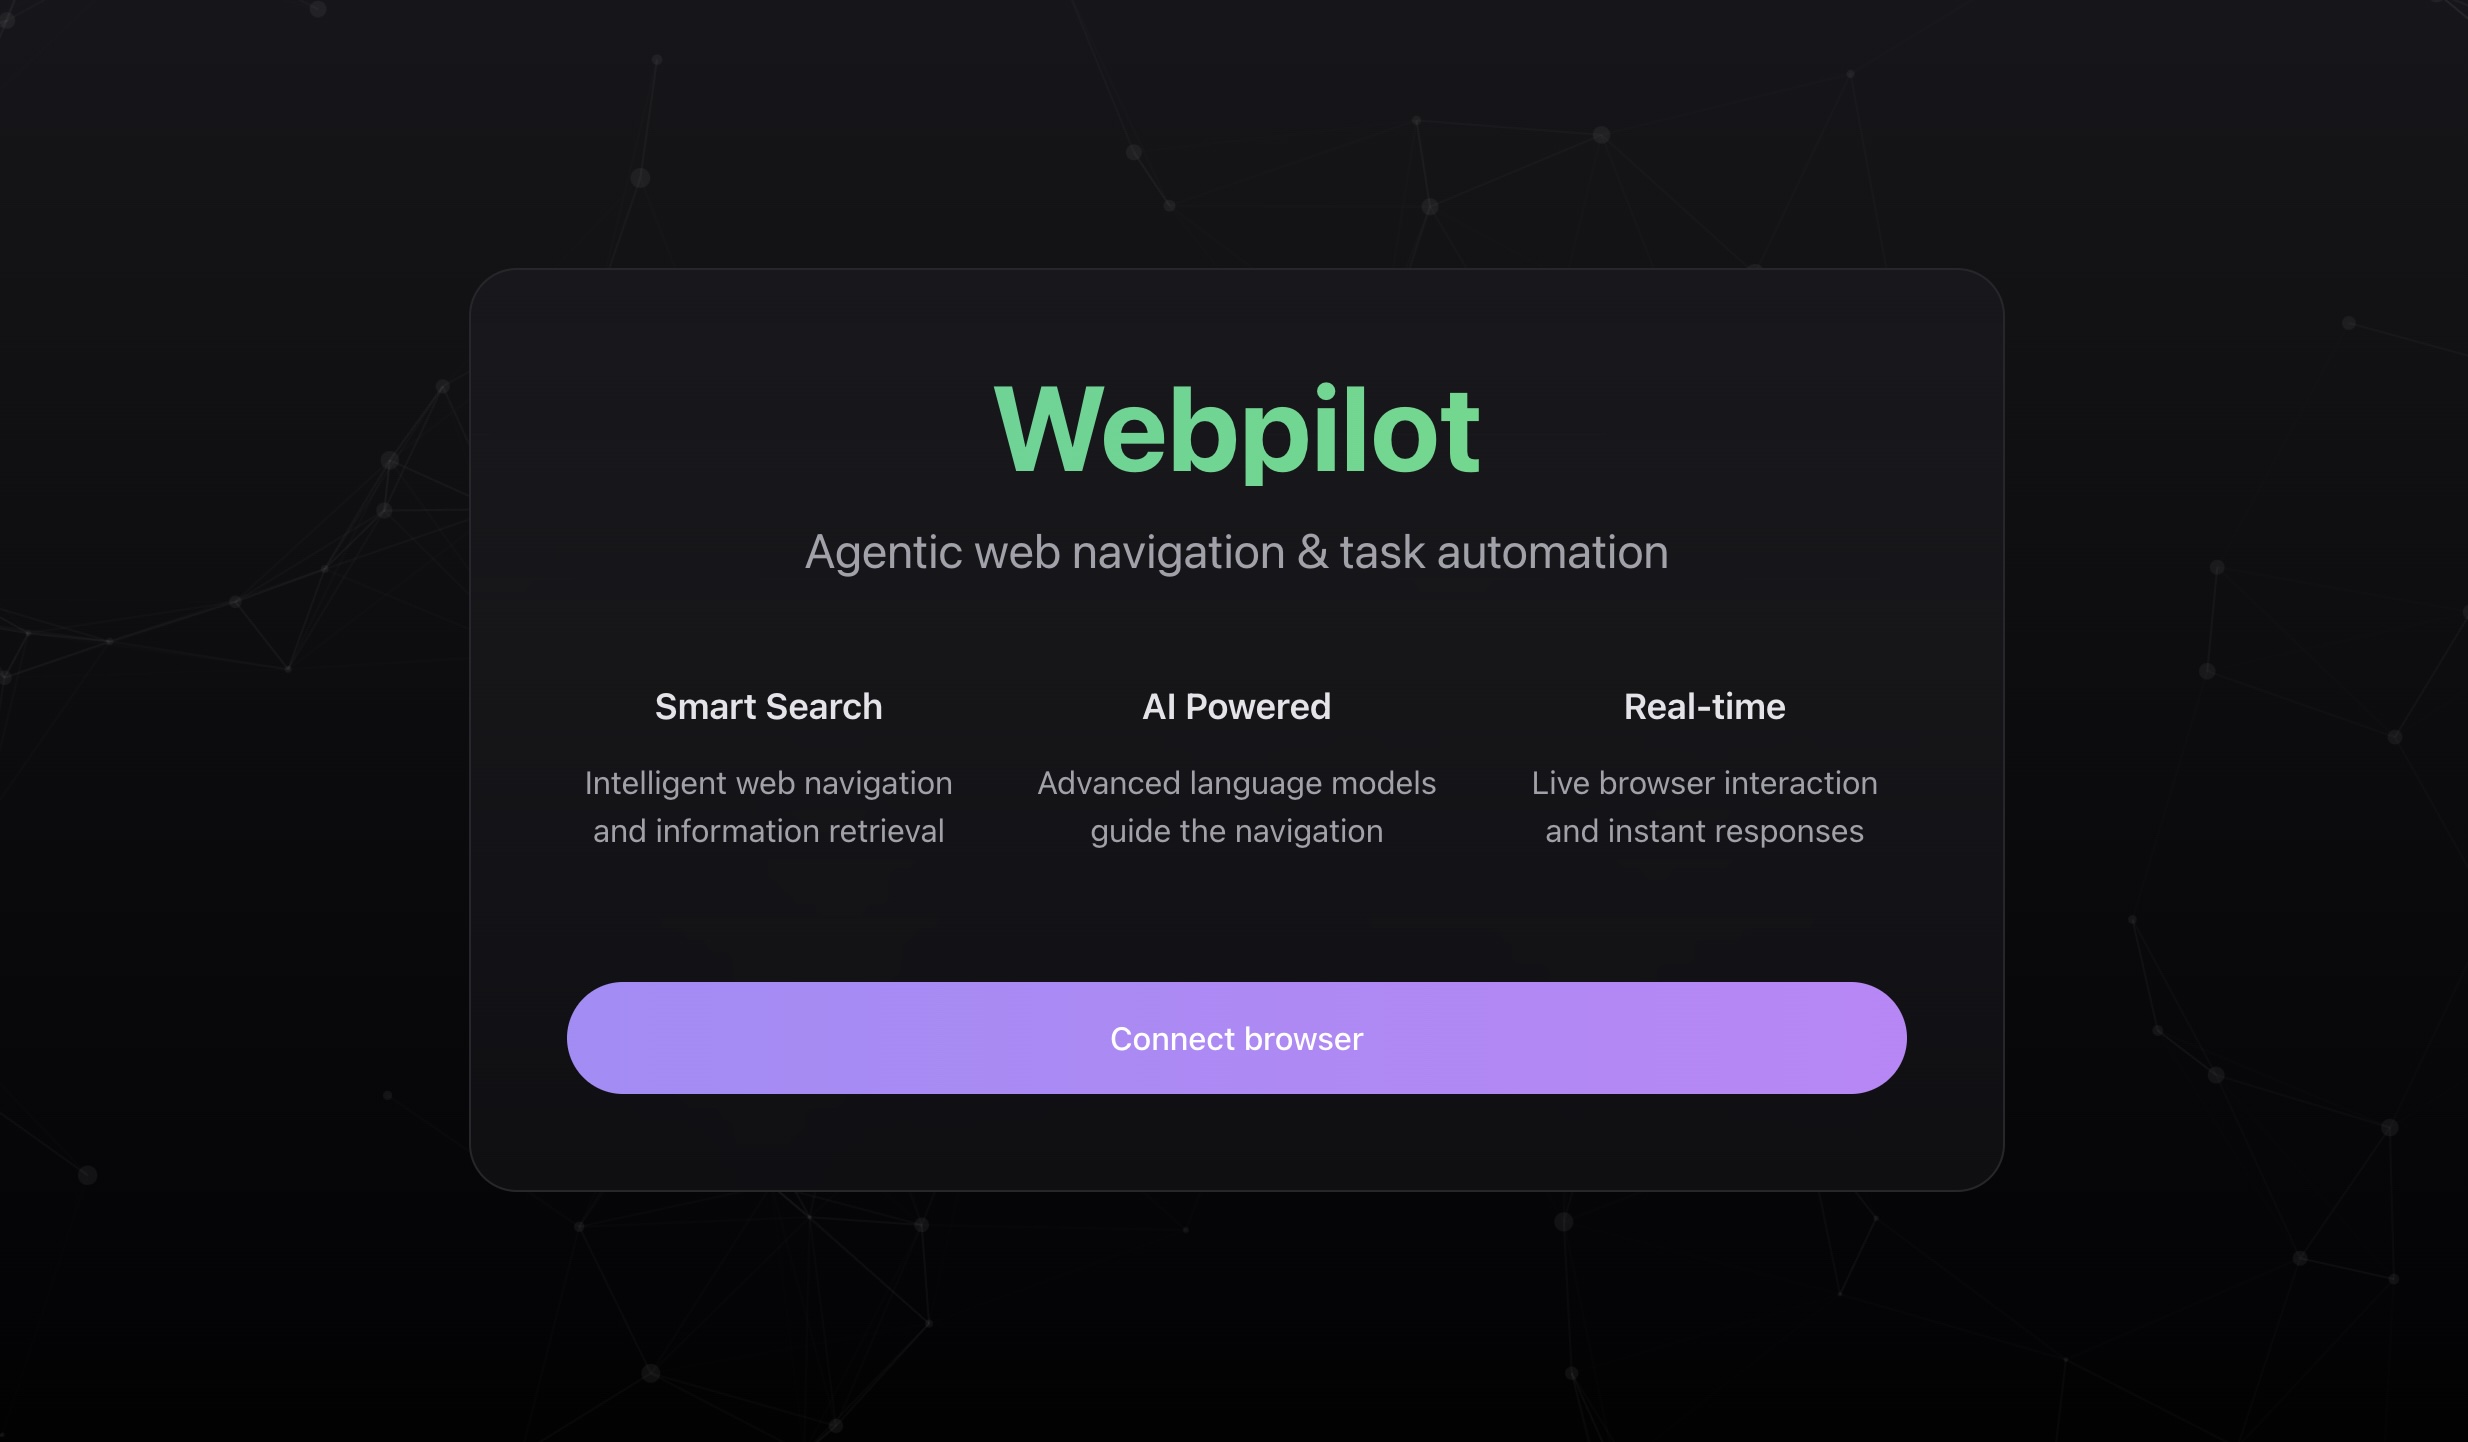 Webpilot
Agentic web navigation & task automation
Smart Search
Intelligent web navigation
and information retrieval
AI Powered
Advanced language models
guide the navigation
Real-time
Live browser interaction
and instant responses
Connect browser